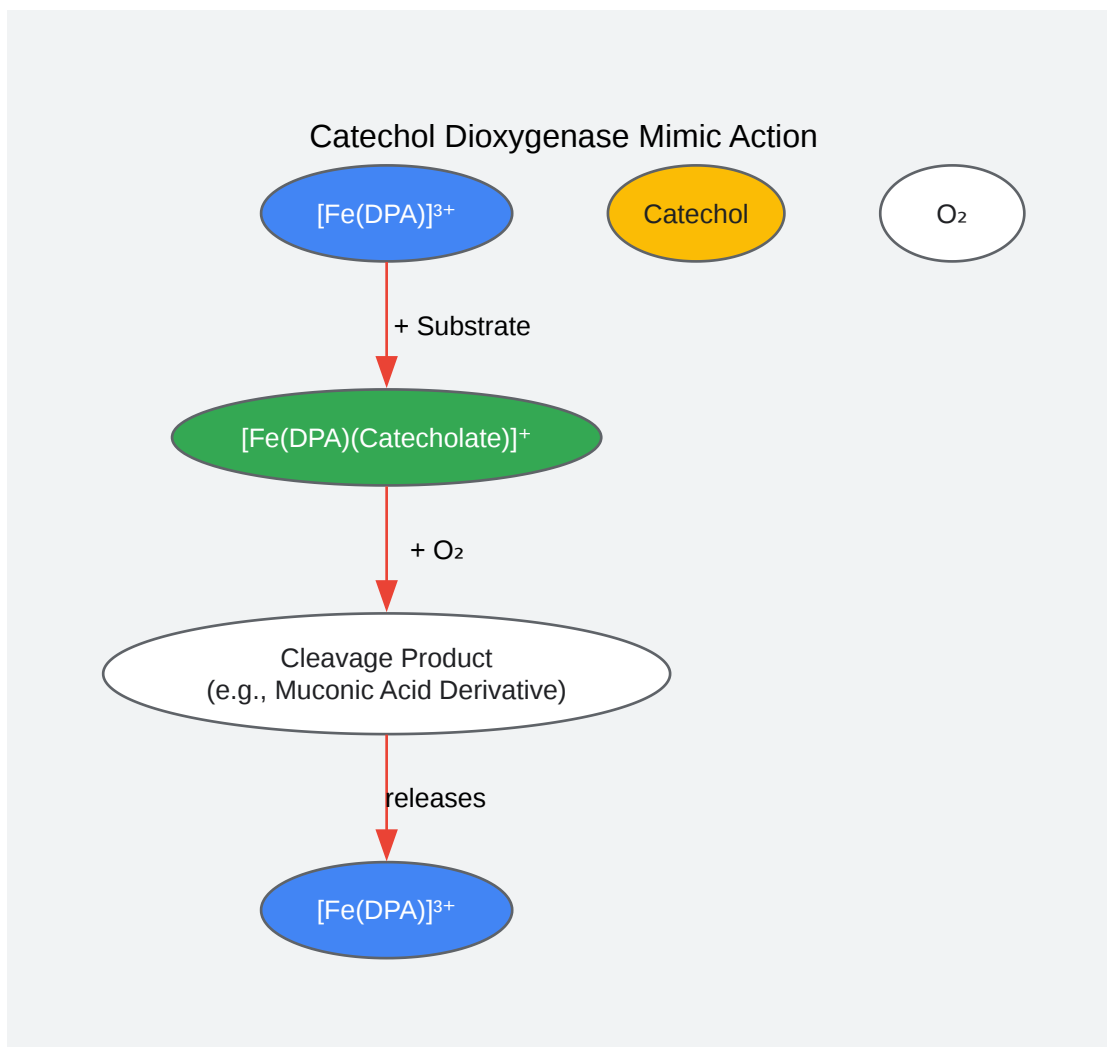 Catechol Dioxygenase Mimic Action
[Fe(DPA)]³⁺
Catechol
O₂
+ Substrate
[Fe(DPA)(Catecholate)]⁺
+ O₂
Cleavage Product
(e.g., Muconic Acid Derivative)
releases
[Fe(DPA)]³⁺